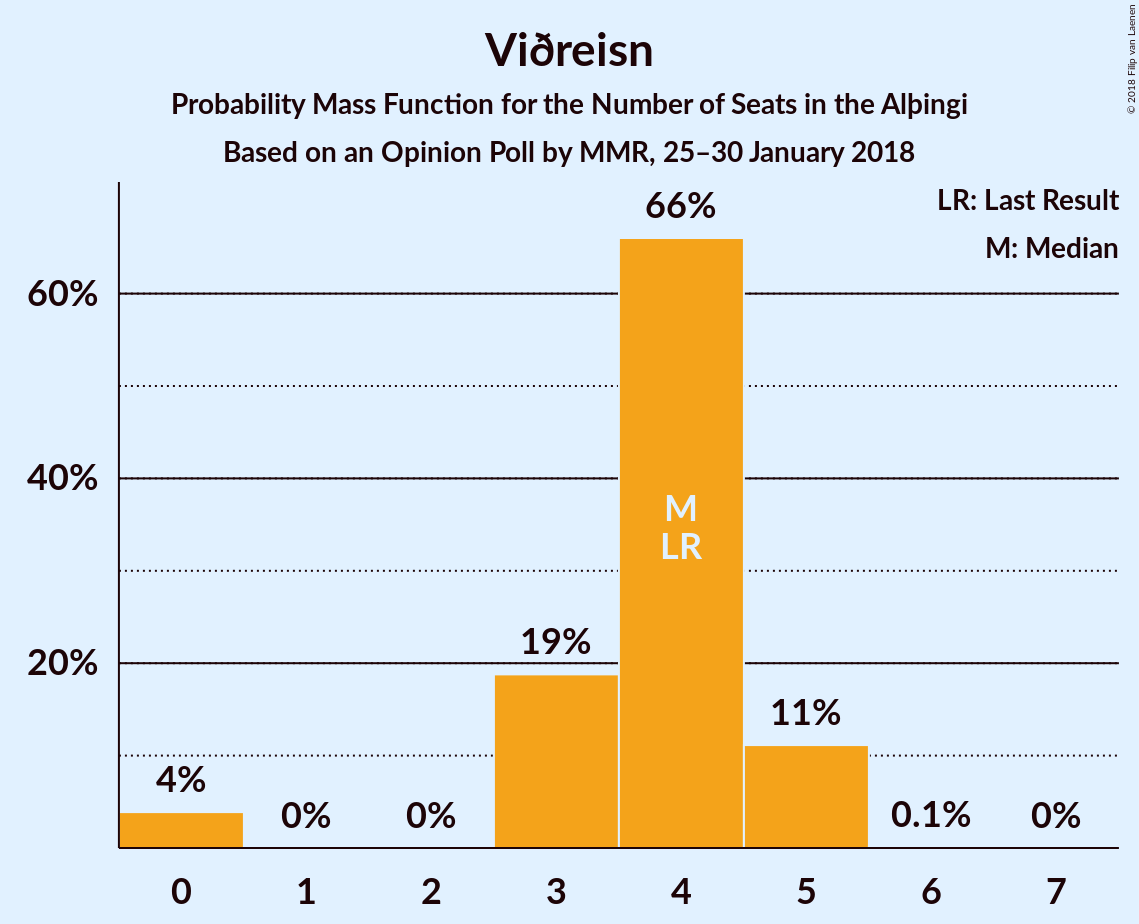 Viðreisn
Probability Mass Function for the Number of Seats in the Alþingi
Based on an Opinion Poll by MMR, 25–30 January 2018
© 2018 Filip van Laenen
LR: Last Result
M: Median
60%
40%
20%
4%
0%
0%
19%
66%
M
LR
11%
0.1%
0%
0 1 2 3 4 5 6 7